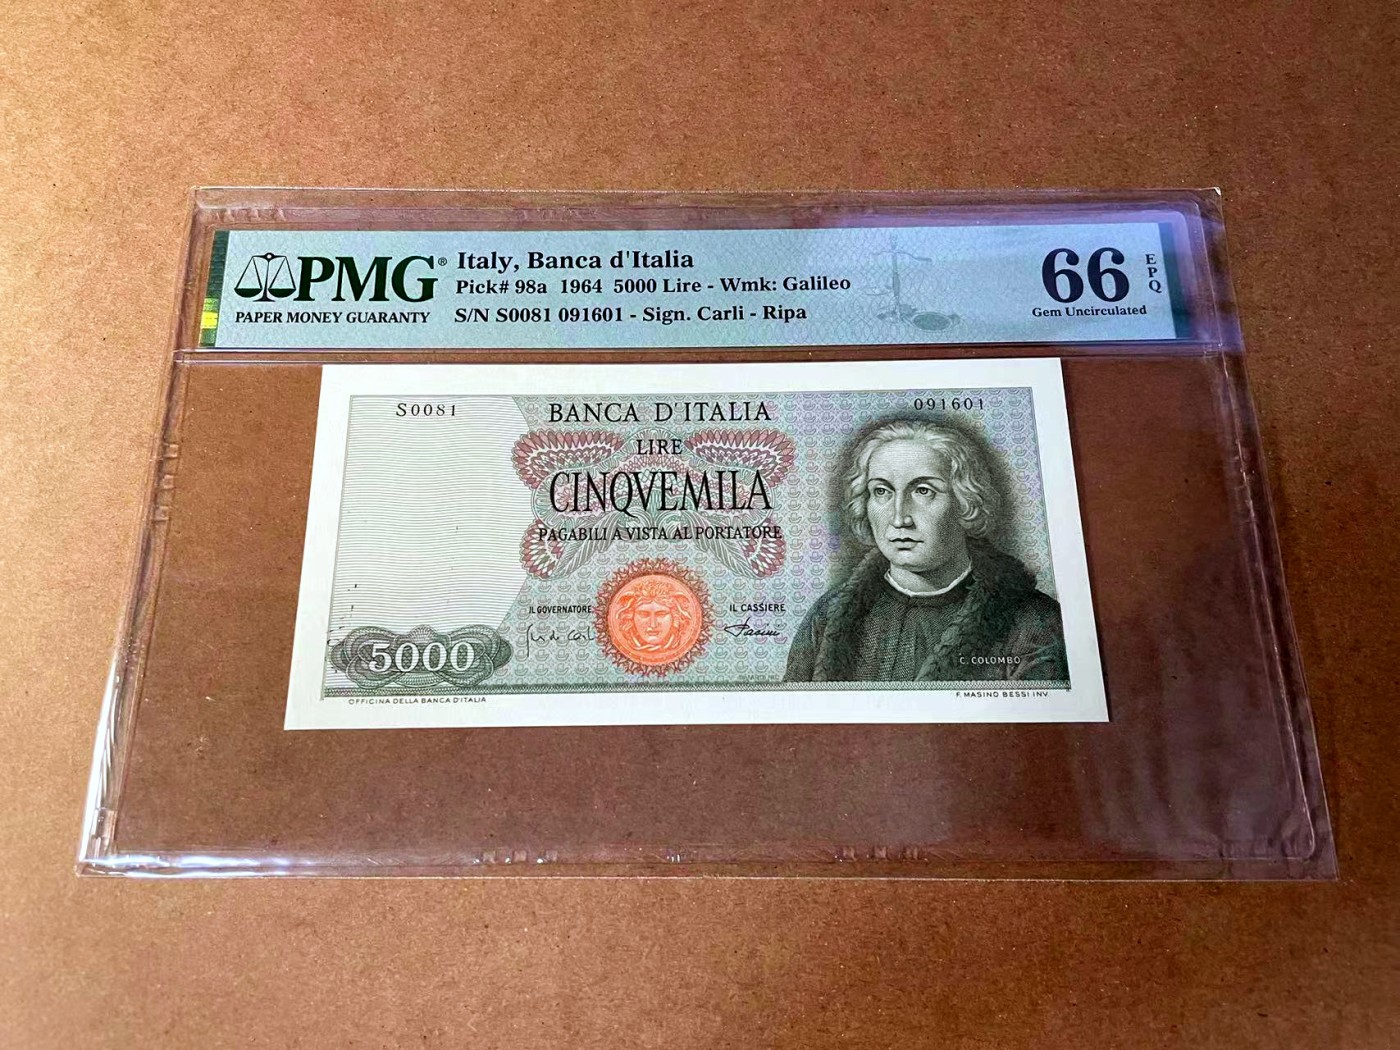 PMG®
PAPER MONEY GUARANTY
Italy, Banca d'Italia
Pick# 98a 1964 5000 Lire - Wmk: Galileo
S/N S0081 091601 - Sign. Carli - Ripa
66
EPQ
Gem Uncirculated
S0081
BANCA D'ITALIA
091601
LIRE
CINQVEMILA
PAGABILI A VISTA AL PORTATORE
IL GOVERNATORE
IL CASSIERE
5000
C. COLOMBO
OFFICINA DELLA BANCA D'ITALIA
F. MASINO BESSI INV.